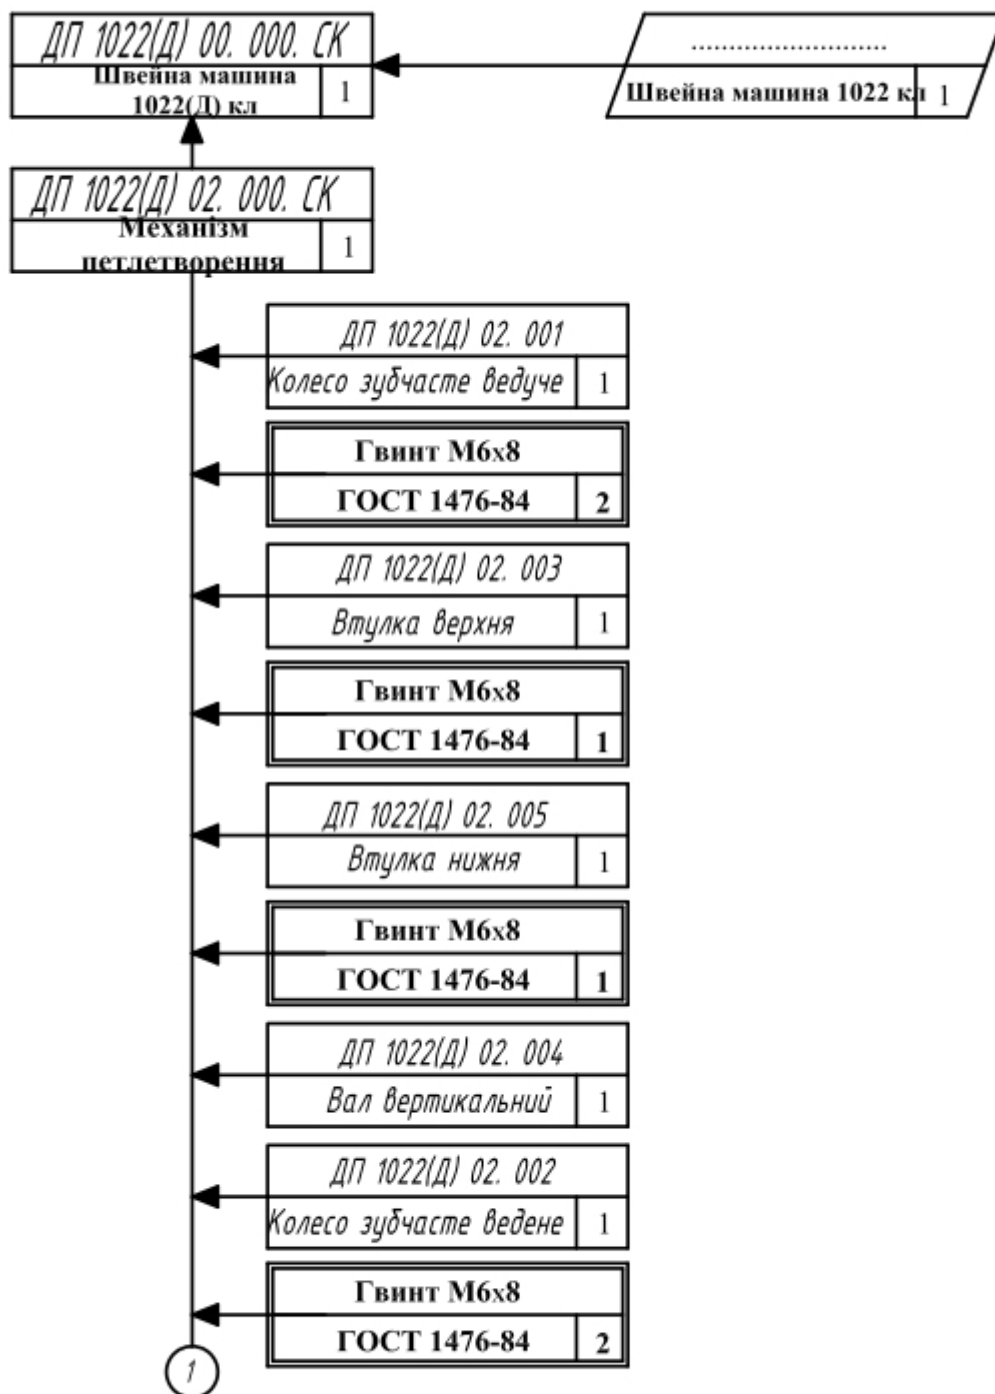 ДП 1022(Д) 00. 000. СК
Швейна машина
1022(Д) кл
1
..........................
Швейна машина 1022 кл
1
ДП 1022(Д) 02. 000. СК
Механізм
петлетворення
1
ДП 1022(Д) 02. 001
Колесо зубчасте ведуче
1
Гвинт М6х8
ГОСТ 1476-84
2
ДП 1022(Д) 02. 003
Втулка верхня
1
Гвинт М6х8
ГОСТ 1476-84
1
ДП 1022(Д) 02. 005
Втулка нижня
1
Гвинт М6х8
ГОСТ 1476-84
1
ДП 1022(Д) 02. 004
Вал вертикальний
1
ДП 1022(Д) 02. 002
Колесо зубчасте ведене
1
Гвинт М6х8
ГОСТ 1476-84
2
1